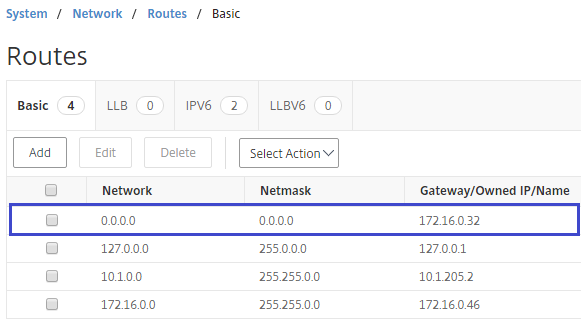 System / Network / Routes / Basic
Routes
Basic 4 LLB 0 IPV6 2 LLBV6 0
Add Edit Delete Select Action
Network Netmask Gateway/Owned IP/Name
0.0.0.0 0.0.0.0 172.16.0.32
127.0.0.0 255.0.0.0 127.0.0.1
10.1.0.0 255.255.0.0 10.1.205.2
172.16.0.0 255.255.0.0 172.16.0.46